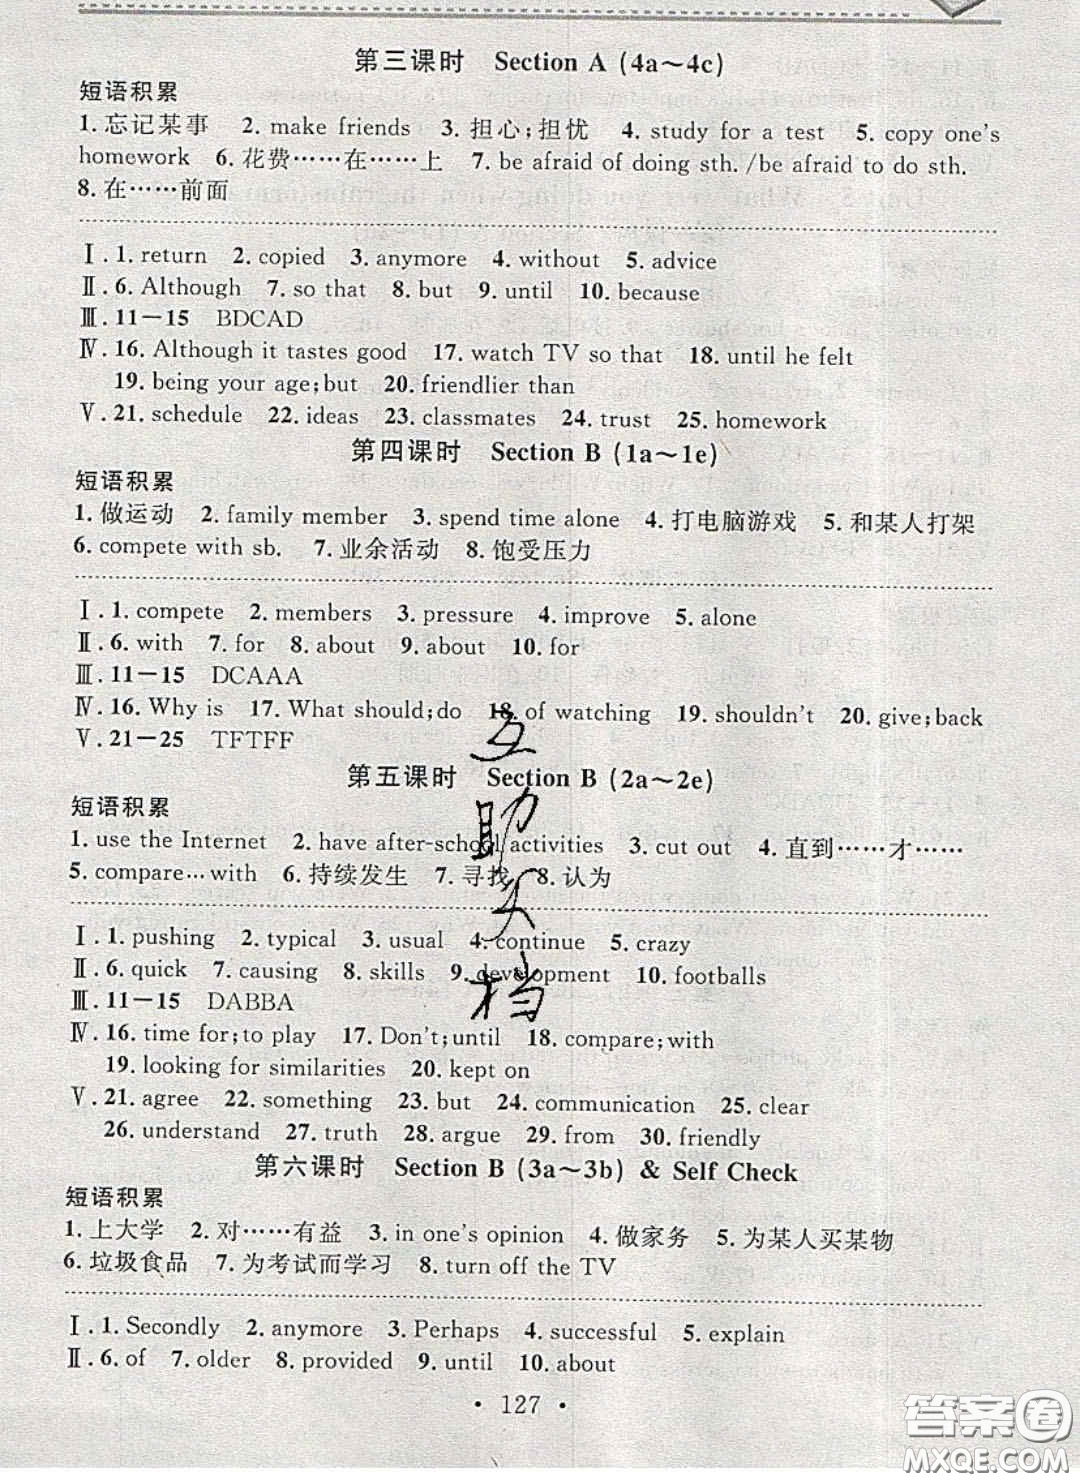 第三课时 Section A (4a～4c)
短语积累
1. 忘记某事 2. make friends 3. 担心;担忧 4. study for a test 5. copy one's
homework 6. 花费……在……上 7. be afraid of doing sth. /be afraid to do sth.
8. 在……前面
Ⅰ. 1. return 2. copied 3. anymore 4. without 5. advice
Ⅱ. 6. Although 7. so that 8. but 9. until 10. because
Ⅲ. 11－15 BDCAD
Ⅳ. 16. Although it tastes good 17. watch TV so that 18. until he felt
19. being your age;but 20. friendlier than
Ⅴ. 21. schedule 22. ideas 23. classmates 24. trust 25. homework
第四课时 Section B (1a～1e)
短语积累
1. 做运动 2. family member 3. spend time alone 4. 打电脑游戏 5. 和某人打架
6. compete with sb. 7. 业余活动 8. 饱受压力
Ⅰ. 1. compete 2. members 3. pressure 4. improve 5. alone
Ⅱ. 6. with 7. for 8. about 9. about 10. for
Ⅲ. 11－15 DCAAA
Ⅳ. 16. Why is 17. What should;do 18. of watching 19. shouldn't 20. give;back
Ⅴ. 21－25 TFTFF
互助文档
第五课时 Section B (2a～2e)
短语积累
1. use the Internet 2. have after-school activities 3. cut out 4. 直到……才……
5. compare…with 6. 持续发生 7. 寻找 8. 认为
Ⅰ. 1. pushing 2. typical 3. usual 4. continue 5. crazy
Ⅱ. 6. quick 7. causing 8. skills 9. development 10. footballs
Ⅲ. 11－15 DABBA
Ⅳ. 16. time for;to play 17. Don't;until 18. compare;with
19. looking for similarities 20. kept on
Ⅴ. 21. agree 22. something 23. but 24. communication 25. clear
26. understand 27. truth 28. argue 29. from 30. friendly
第六课时 Section B (3a～3b) & Self Check
短语积累
1. 上大学 2. 对……有益 3. in one's opinion 4. 做家务 5. 为某人买某物
6. 垃圾食品 7. 为考试而学习 8. turn off the TV
Ⅰ. 1. Secondly 2. anymore 3. Perhaps 4. successful 5. explain
Ⅱ. 6. of 7. older 8. provided 9. until 10. about
· 127 ·
答案圈
MXQE.COM